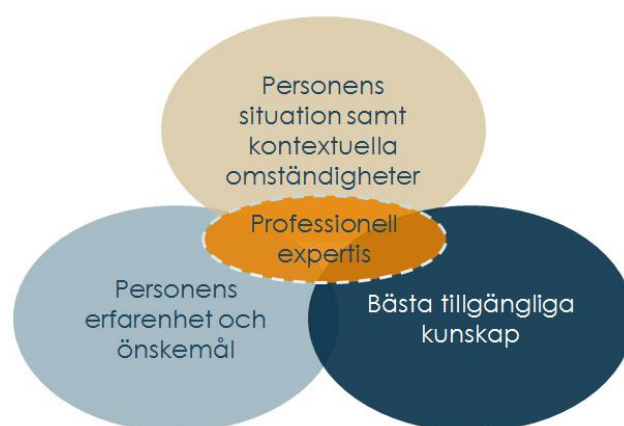 Personens
situation samt
kontextuella
omständigheter
Professionell
expertis
Personens
erfarenhet och
önskemål
Bästa tillgängliga
kunskap